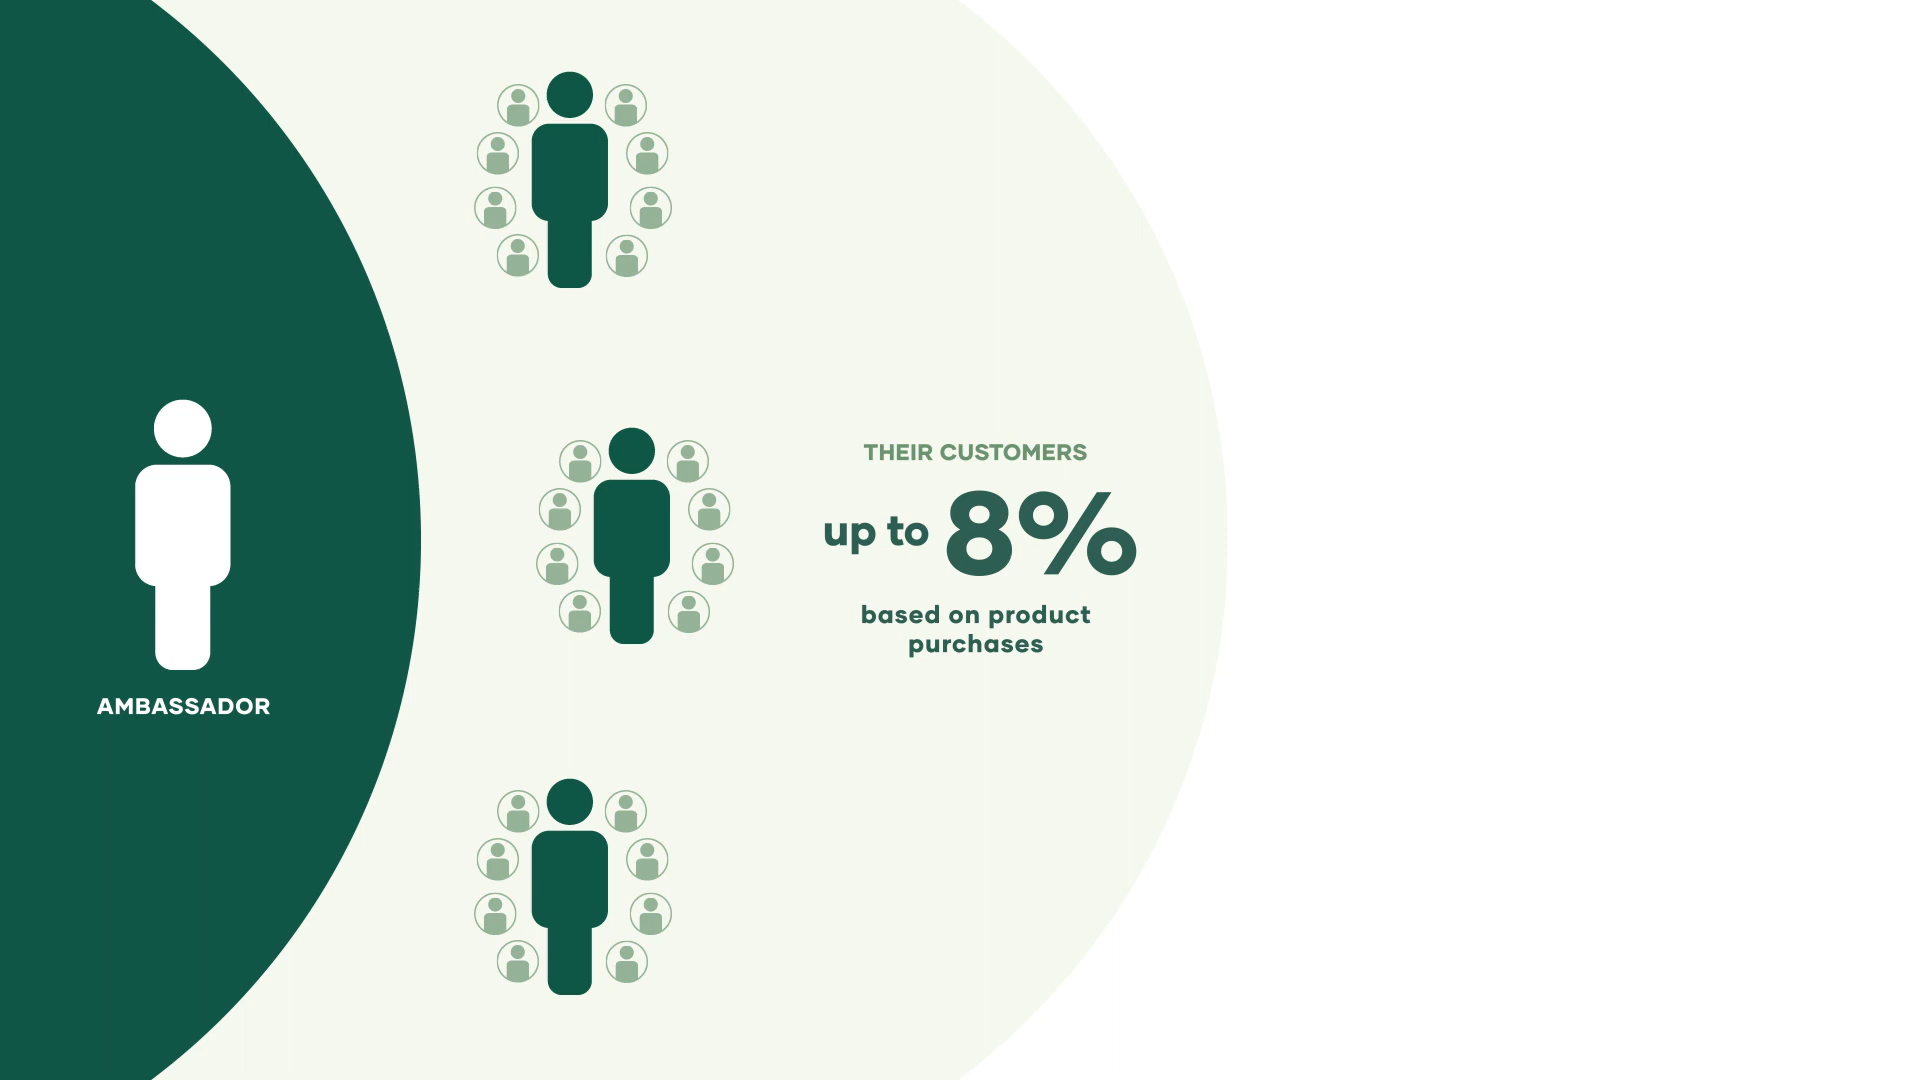 AMBASSADOR
THEIR CUSTOMERS
up to 8%
based on product
purchases